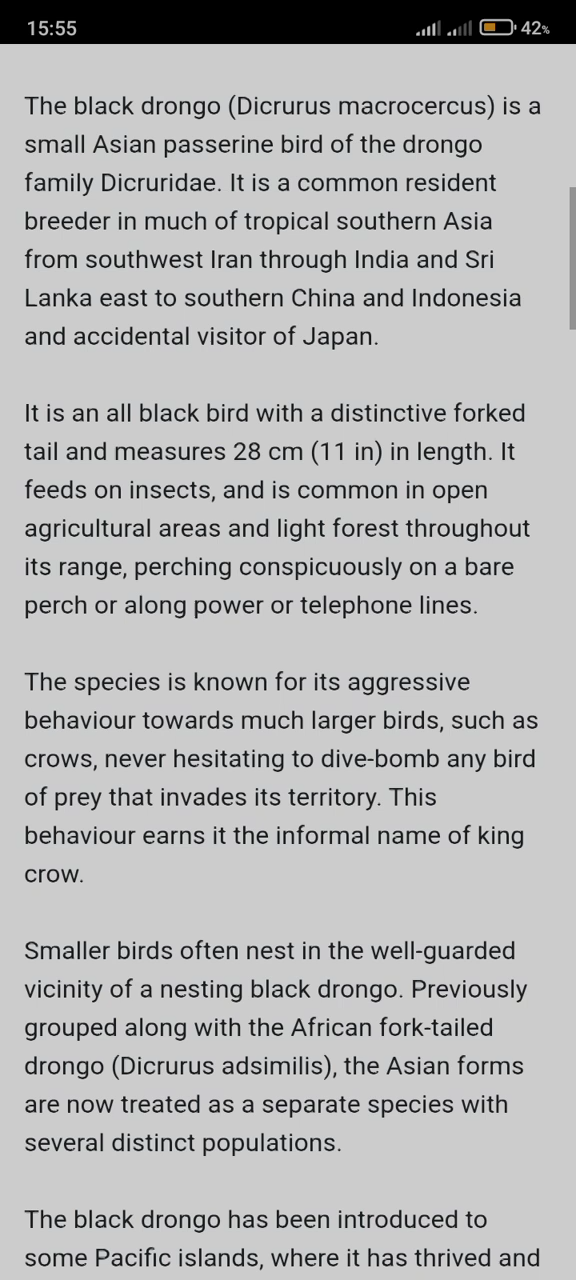 15:55
42%
The black drongo (Dicrurus macrocercus) is a
small Asian passerine bird of the drongo
family Dicruridae. It is a common resident
breeder in much of tropical southern Asia
from southwest Iran through India and Sri
Lanka east to southern China and Indonesia
and accidental visitor of Japan.
It is an all black bird with a distinctive forked
tail and measures 28 cm (11 in) in length. It
feeds on insects, and is common in open
agricultural areas and light forest throughout
its range, perching conspicuously on a bare
perch or along power or telephone lines.
The species is known for its aggressive
behaviour towards much larger birds, such as
crows, never hesitating to dive-bomb any bird
of prey that invades its territory. This
behaviour earns it the informal name of king
crow.
Smaller birds often nest in the well-guarded
vicinity of a nesting black drongo. Previously
grouped along with the African fork-tailed
drongo (Dicrurus adsimilis), the Asian forms
are now treated as a separate species with
several distinct populations.
The black drongo has been introduced to
some Pacific islands, where it has thrived and